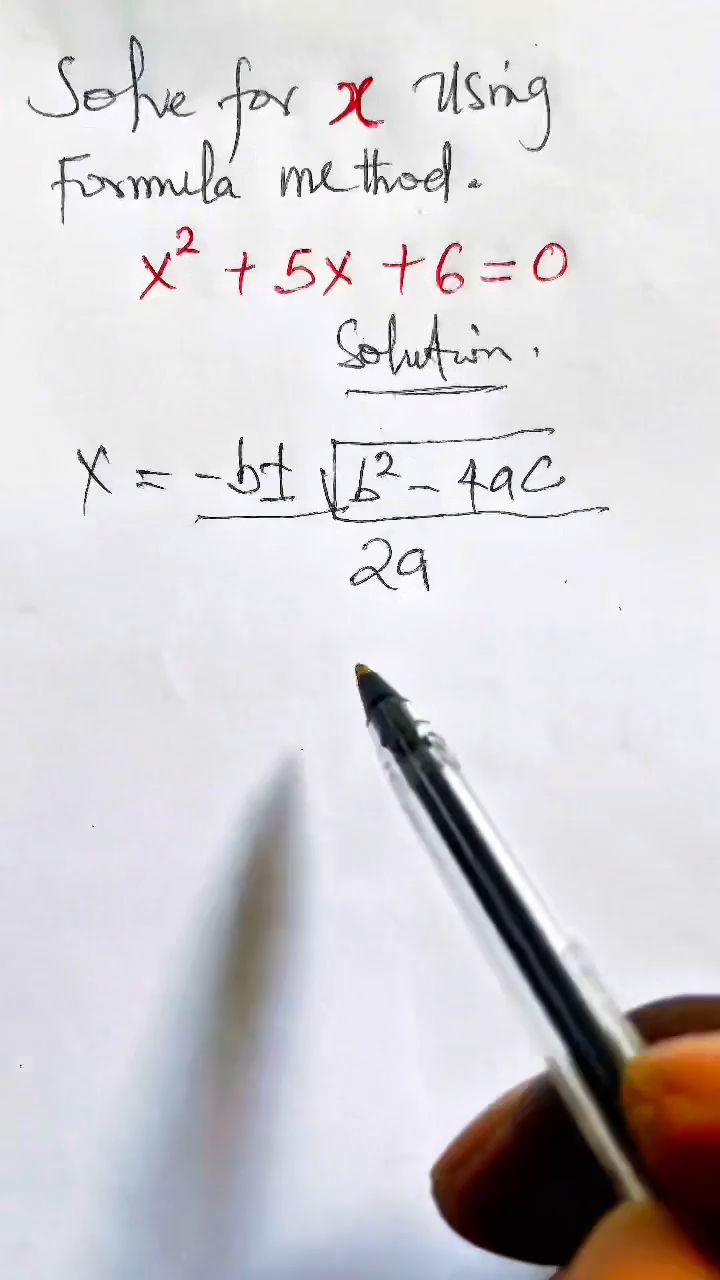 Solve for x Using
Formula method.
x² + 5x + 6 = 0
Solution.
x = -b ± √b² - 4ac
2a